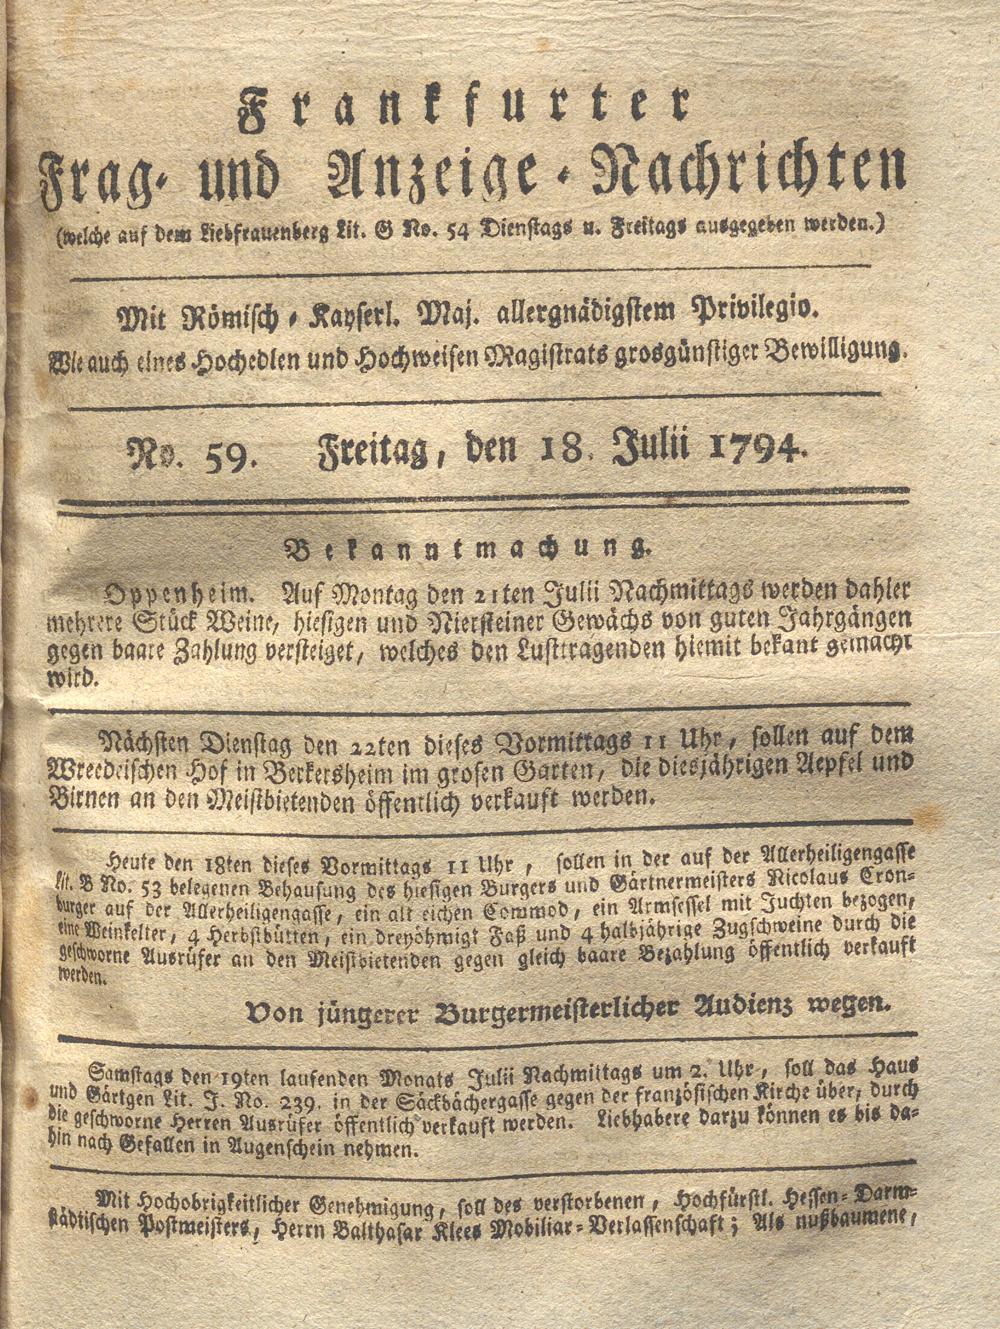 Frankfurter
Frag- und Anzeige-Nachrichten
(welche auf dem Liebfrauenberg Lit. G No. 54 Dienstags u. Freitags ausgegeben werden.)
Mit Römisch-Kayserl. Maj. allergnädigstem Privilegio.
Wie auch eines Hochedlen und Hochweisen Magistrats grosgünstiger Bewilligung.
No. 59. Freitag, den 18. Julii 1794.
Bekanntmachung.
Oppenheim. Auf Montag den 21ten Julii Nachmittags werden dahier
mehrere Stück Weine, hiesigen und Niersteiner Gewächs von guten Jahrgängen
gegen baare Zahlung versteiget, welches den Lusttragenden hiemit bekant gemacht
wird.
Nächsten Dienstag den 22ten dieses Vormittags 11 Uhr, sollen auf dem
Wreedeischen Hof in Berkersheim im grosen Garten, die diesjährigen Aepfel und
Birnen an den Meistbietenden öffentlich verkauft werden.
Heute den 18ten dieses Vormittags 11 Uhr, sollen in der auf der Allerheiligengasse
Lit. B No. 53 belegenen Behausung des hiesigen Burgers und Gärtnermeisters Nicolaus Cron-
burger auf der Allerheiligengasse, ein alt eichen Commod, ein Armsessel mit Juchten bezogen,
eine Weinkelter, 4 Herbstbütten, ein dreyöhmigt Faß und 4 halbjährige Zugschweine durch die
geschworne Ausrüfer an den Meistbietenden gegen gleich baare Bezahlung öffentlich verkauft
werden.
Von jüngerer Burgermeisterlicher Audienz wegen.
Samstags den 19ten laufenden Monats Julii Nachmittags um 2. Uhr, soll das Haus
und Gärtgen Lit. J. No. 239. in der Säckbächergasse gegen der französischen Kirche über, durch
die geschworne Herren Ausrüfer öffentlich verkauft werden. Liebhabere darzu können es bis da-
hin nach Gefallen in Augenschein nehmen.
Mit Hochobrigkeitlicher Genehmigung, soll des verstorbenen, Hochfürstl. Hessen-Darm-
städtischen Postmeisters, Herrn Balthasar Klees Mobiliar-Verlassenschaft; Als nußbaumene,